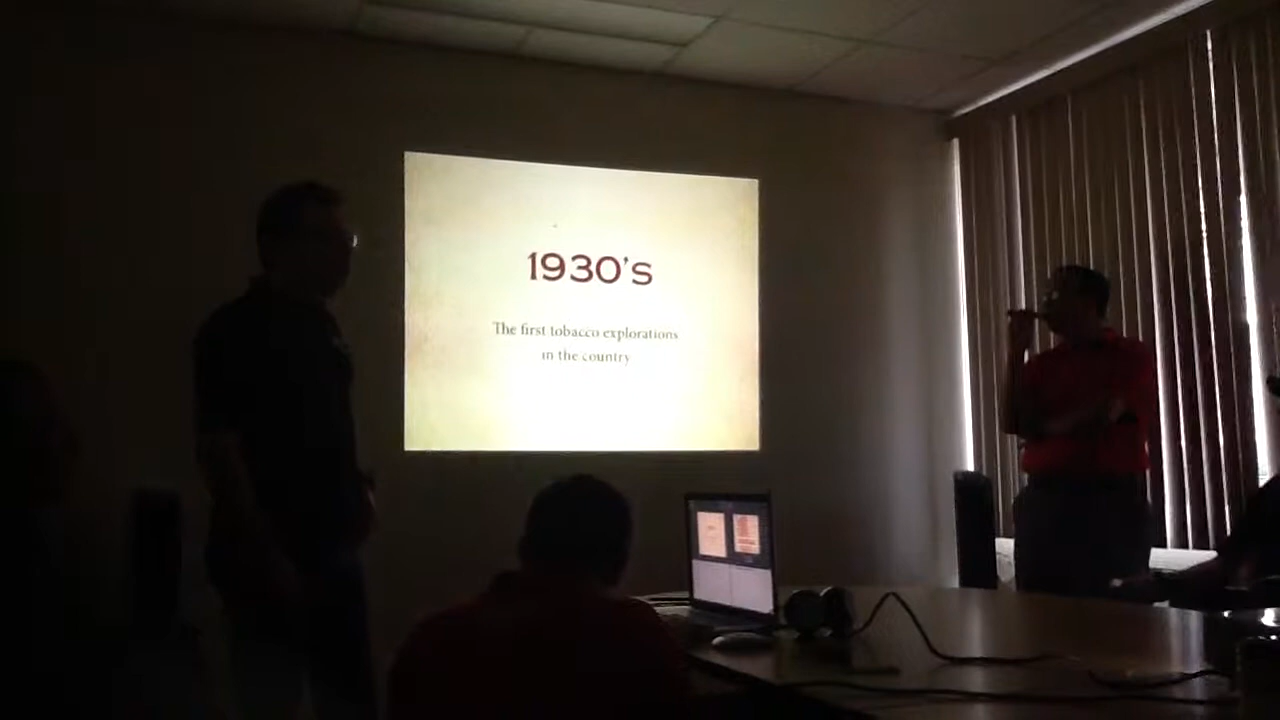 1930's
The first tobacco explorations
in the country